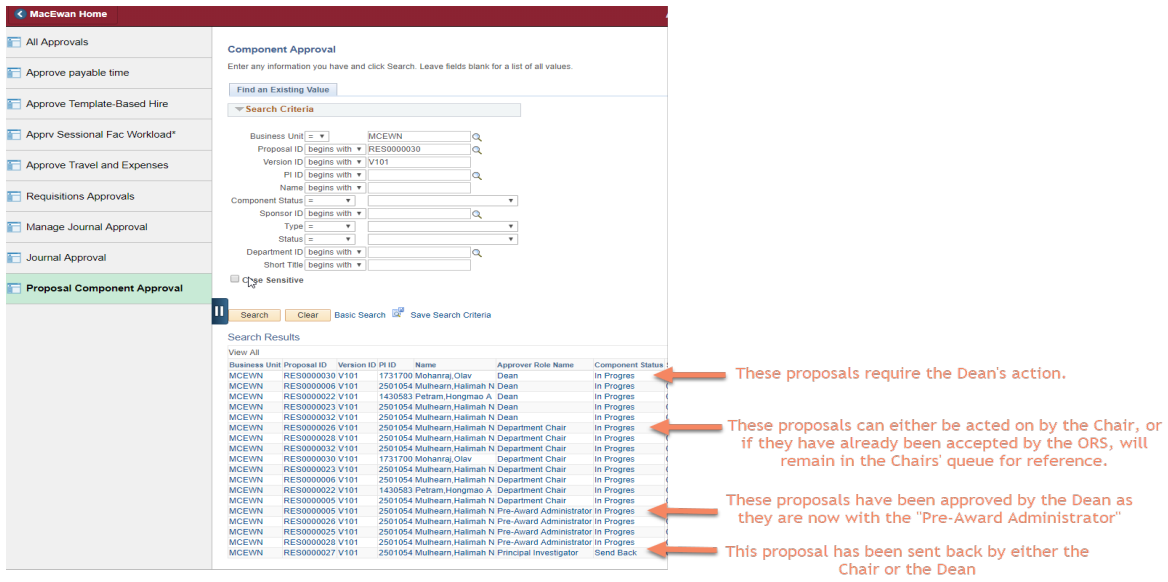 MacEwan Home
All Approvals
Approve payable time
Approve Template-Based Hire
Apprv Sessional Fac Workload*
Approve Travel and Expenses
Requisitions Approvals
Manage Journal Approval
Journal Approval
Proposal Component Approval
Component Approval
Enter any information you have and click Search. Leave fields blank for a list of all values.
Find an Existing Value
Search Criteria
Business Unit = MCEWN
Proposal ID begins with RES0000030
Version ID begins with V101
PI ID begins with
Name begins with
Component Status =
Sponsor ID begins with
Type =
Status =
Department ID begins with
Short Title begins with
Case Sensitive
Search Clear Basic Search Save Search Criteria
Search Results
View All
Business Unit Proposal ID Version ID PI ID Name Approver Role Name Component Status
MCEWN RES0000030 V101 1731700 Mohanraj,Olav Dean In Progres
MCEWN RES0000006 V101 2501054 Mulhearn,Halimah N Dean In Progres
MCEWN RES0000022 V101 1430583 Petram,Hongmao A Dean In Progres
MCEWN RES0000023 V101 2501054 Mulhearn,Halimah N Dean In Progres
MCEWN RES0000032 V101 2501054 Mulhearn,Halimah N Dean In Progres
MCEWN RES0000026 V101 2501054 Mulhearn,Halimah N Department Chair In Progres
MCEWN RES0000028 V101 2501054 Mulhearn,Halimah N Department Chair In Progres
MCEWN RES0000032 V101 2501054 Mulhearn,Halimah N Department Chair In Progres
MCEWN RES0000030 V101 1731700 Mohanraj,Olav Department Chair In Progres
MCEWN RES0000023 V101 2501054 Mulhearn,Halimah N Department Chair In Progres
MCEWN RES0000006 V101 2501054 Mulhearn,Halimah N Department Chair In Progres
MCEWN RES0000022 V101 1430583 Petram,Hongmao A Department Chair In Progres
MCEWN RES0000005 V101 2501054 Mulhearn,Halimah N Department Chair In Progres
MCEWN RES0000005 V101 2501054 Mulhearn,Halimah N Pre-Award Administrator In Progres
MCEWN RES0000026 V101 2501054 Mulhearn,Halimah N Pre-Award Administrator In Progres
MCEWN RES0000025 V101 2501054 Mulhearn,Halimah N Pre-Award Administrator In Progres
MCEWN RES0000028 V101 2501054 Mulhearn,Halimah N Pre-Award Administrator In Progres
MCEWN RES0000027 V101 2501054 Mulhearn,Halimah N Principal Investigator Send Back
These proposals require the Dean's action.
These proposals can either be acted on by the Chair, or
if they have already been accepted by the ORS, will
remain in the Chairs' queue for reference.
These proposals have been approved by the Dean as
they are now with the "Pre-Award Administrator"
This proposal has been sent back by either the
Chair or the Dean